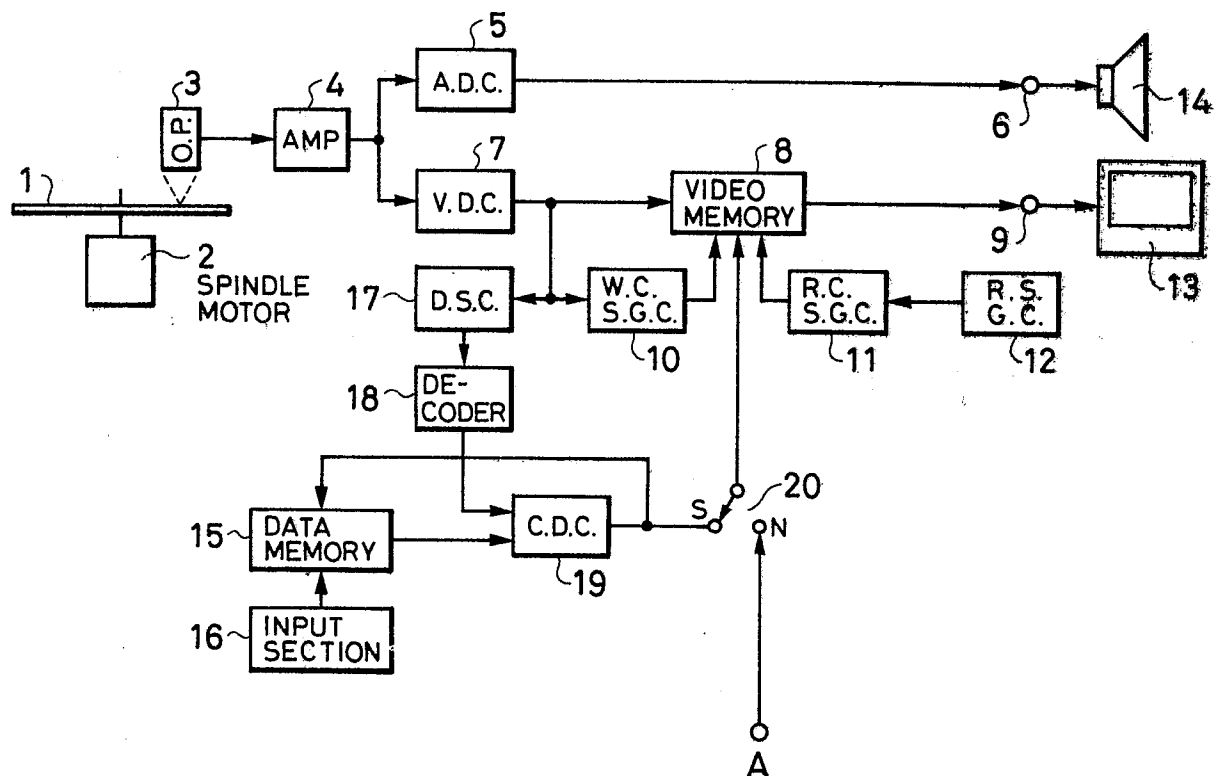 5
A.D.C.
3
O.P.
4
AMP
6
14
1
7
V.D.C.
8
VIDEO
MEMORY
9
13
2
SPINDLE
MOTOR
17
D.S.C.
W.C.
S.G.C.
10
R.C.
S.G.C.
11
R.S.
G.C.
12
18
DE-
CODER
15
DATA
MEMORY
C.D.C.
19
S
20
N
16
INPUT
SECTION
A